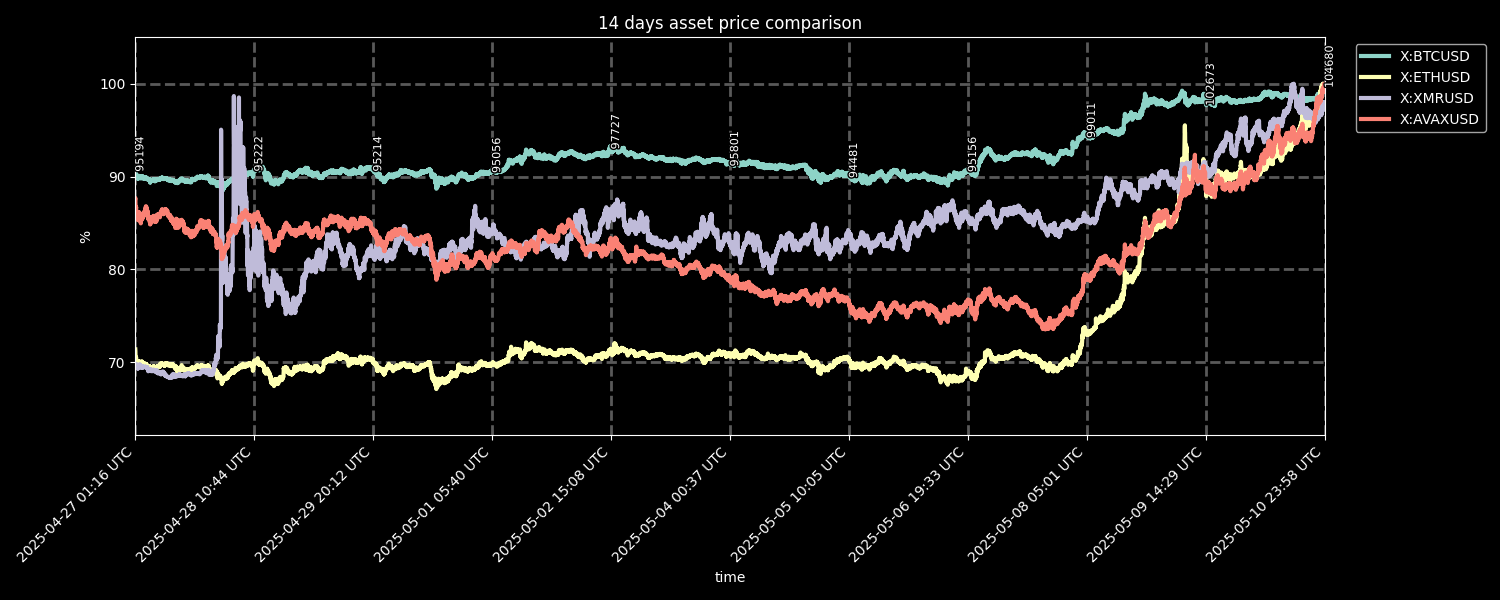 14 days asset price comparison
X:BTCUSD
X:ETHUSD
X:XMRUSD
X:AVAXUSD
%
100
90
80
70
95194
95222
95214
95056
97727
95801
94481
95156
99011
102673
104680
2025-04-27 01:16 UTC
2025-04-28 10:44 UTC
2025-04-29 20:12 UTC
2025-05-01 05:40 UTC
2025-05-02 15:08 UTC
2025-05-04 00:37 UTC
2025-05-05 10:05 UTC
2025-05-06 19:33 UTC
2025-05-08 05:01 UTC
2025-05-09 14:29 UTC
2025-05-10 23:58 UTC
time